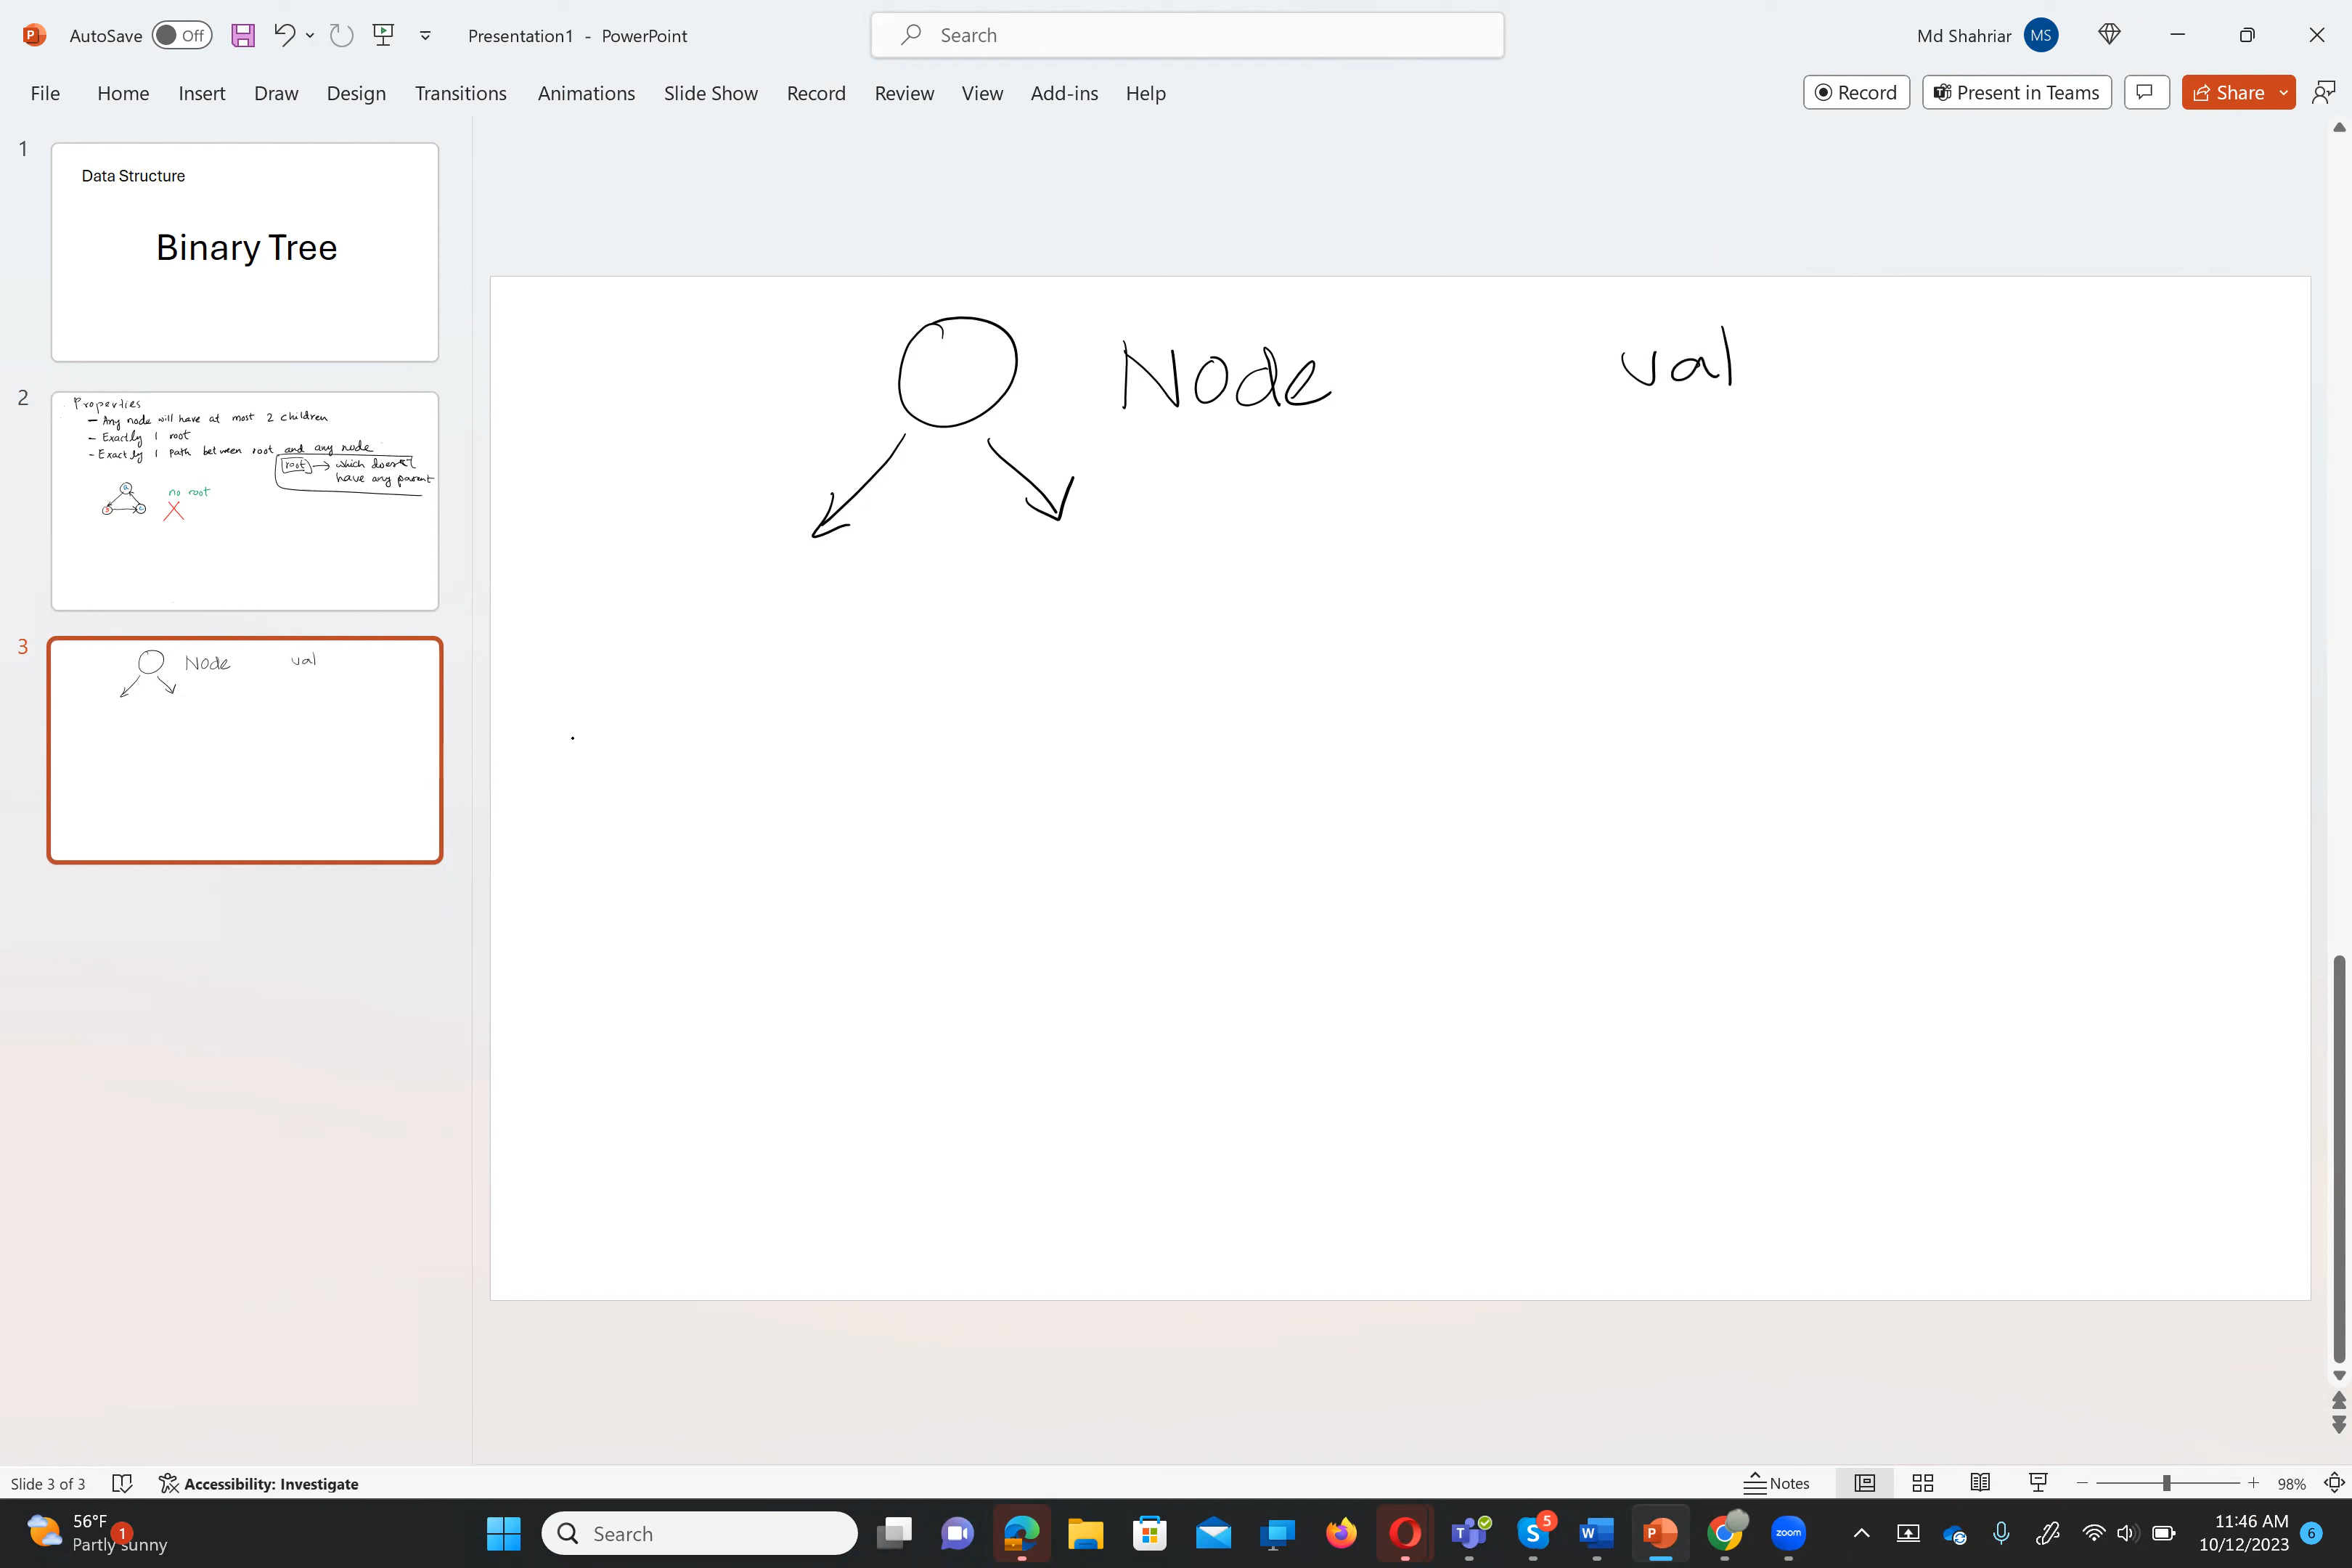 AutoSave Off Presentation1 - PowerPoint Search Md Shahriar MS
File Home Insert Draw Design Transitions Animations Slide Show Record Review View Add-ins Help Record Present in Teams Share
1
Data Structure
Binary Tree
2
Properties
- Any node will have at most 2 children
- Exactly 1 root
- Exactly 1 path between root and any node
root → which doesn't
have any parent
a
no root
3
Node val
Node val
Slide 3 of 3 Accessibility: Investigate Notes 98%
56°F
1
Partly sunny
Search
5
zoom
11:46 AM
10/12/2023
6